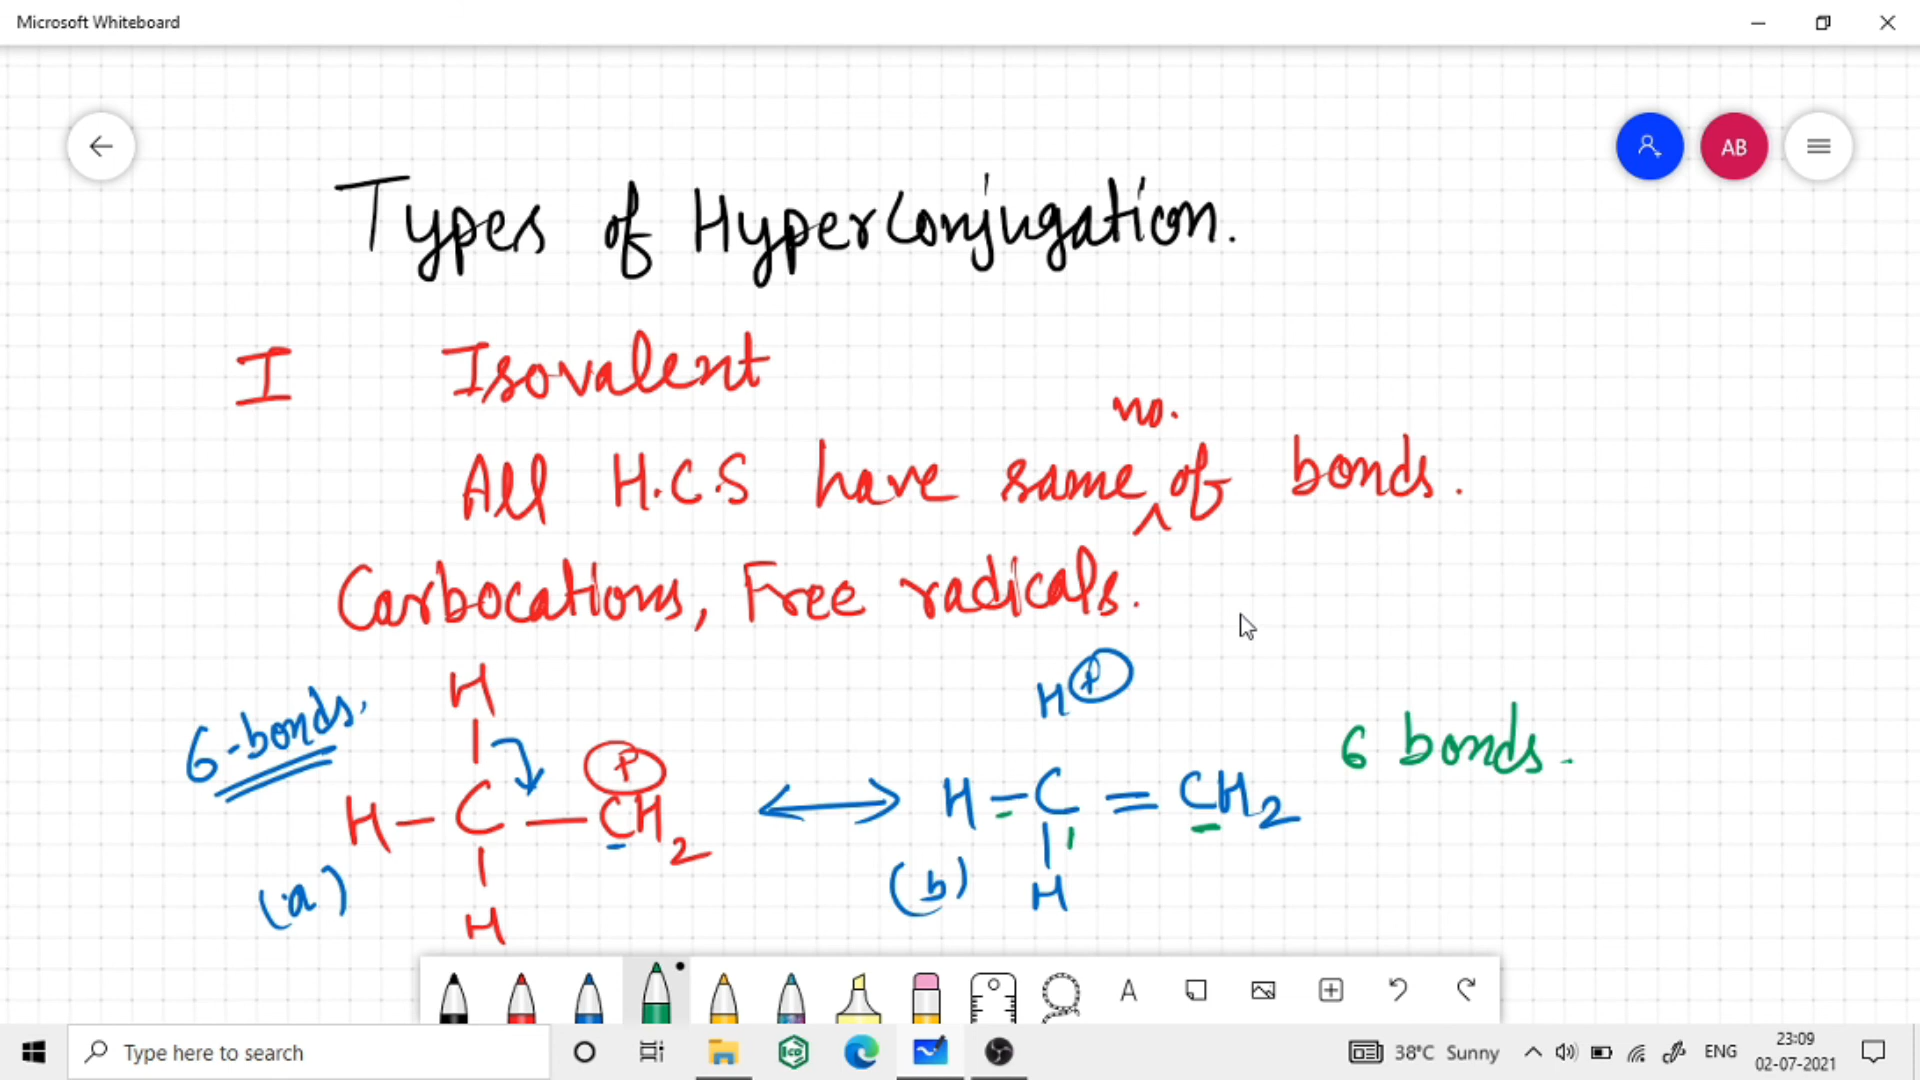 Microsoft Whiteboard
AB
Types of Hyperconjugation.
I Isovalent
no.
All H.C.S have same ^ of bonds.
Carbocations, Free radicals.
6-bonds.
H
H – C – CH2
H
(a)
H
H – C = CH2
H
(b)
6 bonds.
A
Type here to search
38°C Sunny
ENG
23:09
02-07-2021